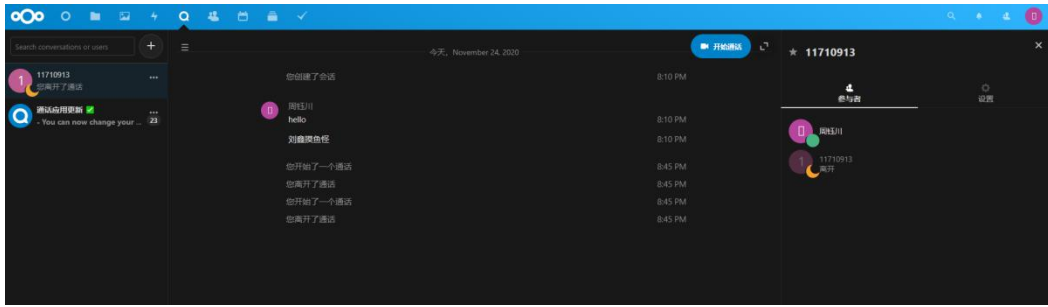 Search conversations or users
+
11710913
您离开了通话
通话应用更新 ✅
- You can now change your ...
23
今天, November 24, 2020
开始通话
您创建了会话 8:10 PM
周钰川
hello 8:10 PM
刘鑫摸鱼怪 8:10 PM
您开始了一个通话 8:45 PM
您离开了通话 8:45 PM
您开始了一个通话 8:45 PM
您离开了通话 8:45 PM
★ 11710913
参与者
设置
周钰川
1
11710913
离开